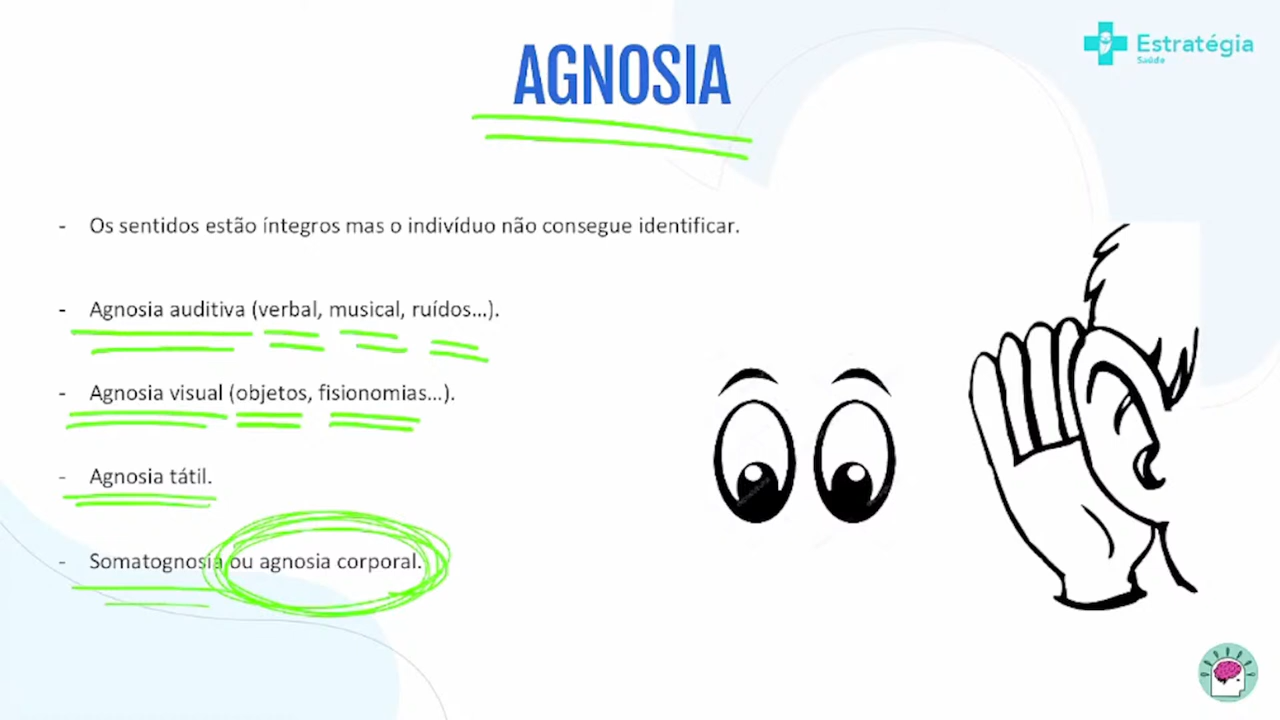 Estratégia
Saúde
AGNOSIA
- Os sentidos estão íntegros mas o indivíduo não consegue identificar.
- Agnosia auditiva (verbal, musical, ruídos...).
- Agnosia visual (objetos, fisionomias...).
- Agnosia tátil.
- Somatognosia ou agnosia corporal.